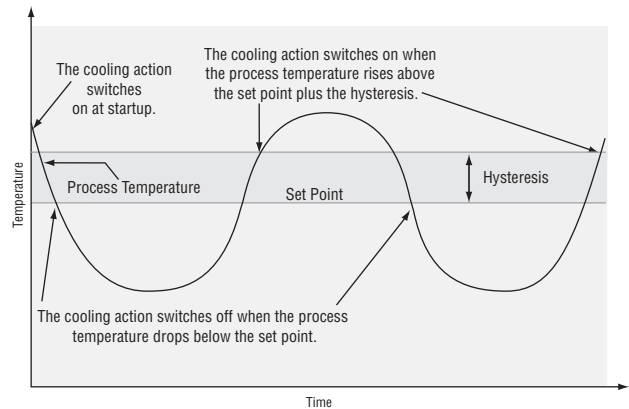 The cooling action
switches
on at startup.
The cooling action switches on when
the process temperature rises above
the set point plus the hysteresis.
Process Temperature
Set Point
Hysteresis
The cooling action switches off when the process
temperature drops below the set point.
Temperature
Time